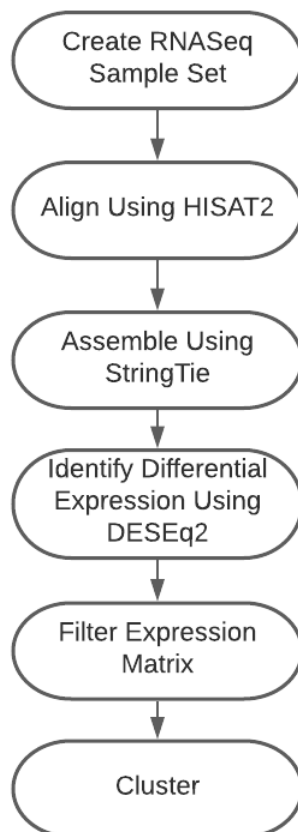 Create RNASeq
Sample Set
Align Using HISAT2
Assemble Using
StringTie
Identify Differential
Expression Using
DESEq2
Filter Expression
Matrix
Cluster